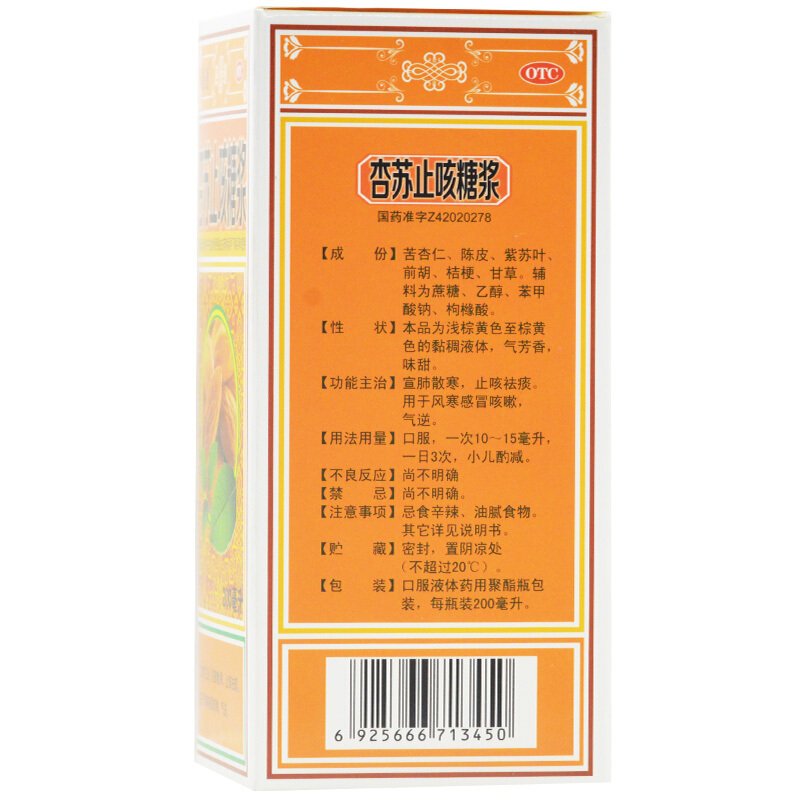 OTC
杏苏止咳糖浆
国药准字Z42020278
【成 份】苦杏仁、陈皮、紫苏叶、
前胡、桔梗、甘草。辅
料为蔗糖、乙醇、苯甲
酸钠、枸橼酸。
【性 状】本品为浅棕黄色至棕黄
色的黏稠液体，气芳香，
味甜。
【功能主治】宣肺散寒，止咳祛痰。
用于风寒感冒咳嗽，
气逆。
【用法用量】口服，一次10～15毫升，
一日3次，小儿酌减。
【不良反应】尚不明确
【禁 忌】尚不明确。
【注意事项】忌食辛辣、油腻食物。
其它详见说明书。
【贮 藏】密封，置阴凉处
（不超过20℃）。
【包 装】口服液体药用聚酯瓶包
装，每瓶装200毫升。
6 925666 713450
苏止咳糖浆